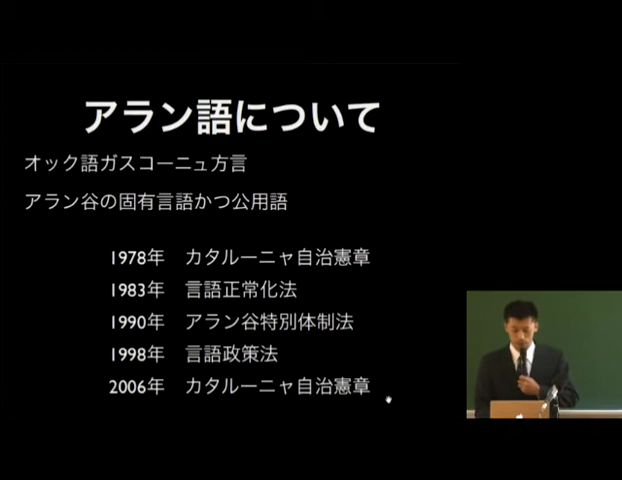 アラン語について
オック語ガスコーニュ方言
アラン谷の固有言語かつ公用語
1978年 カタルーニャ自治憲章
1983年 言語正常化法
1990年 アラン谷特別体制法
1998年 言語政策法
2006年 カタルーニャ自治憲章